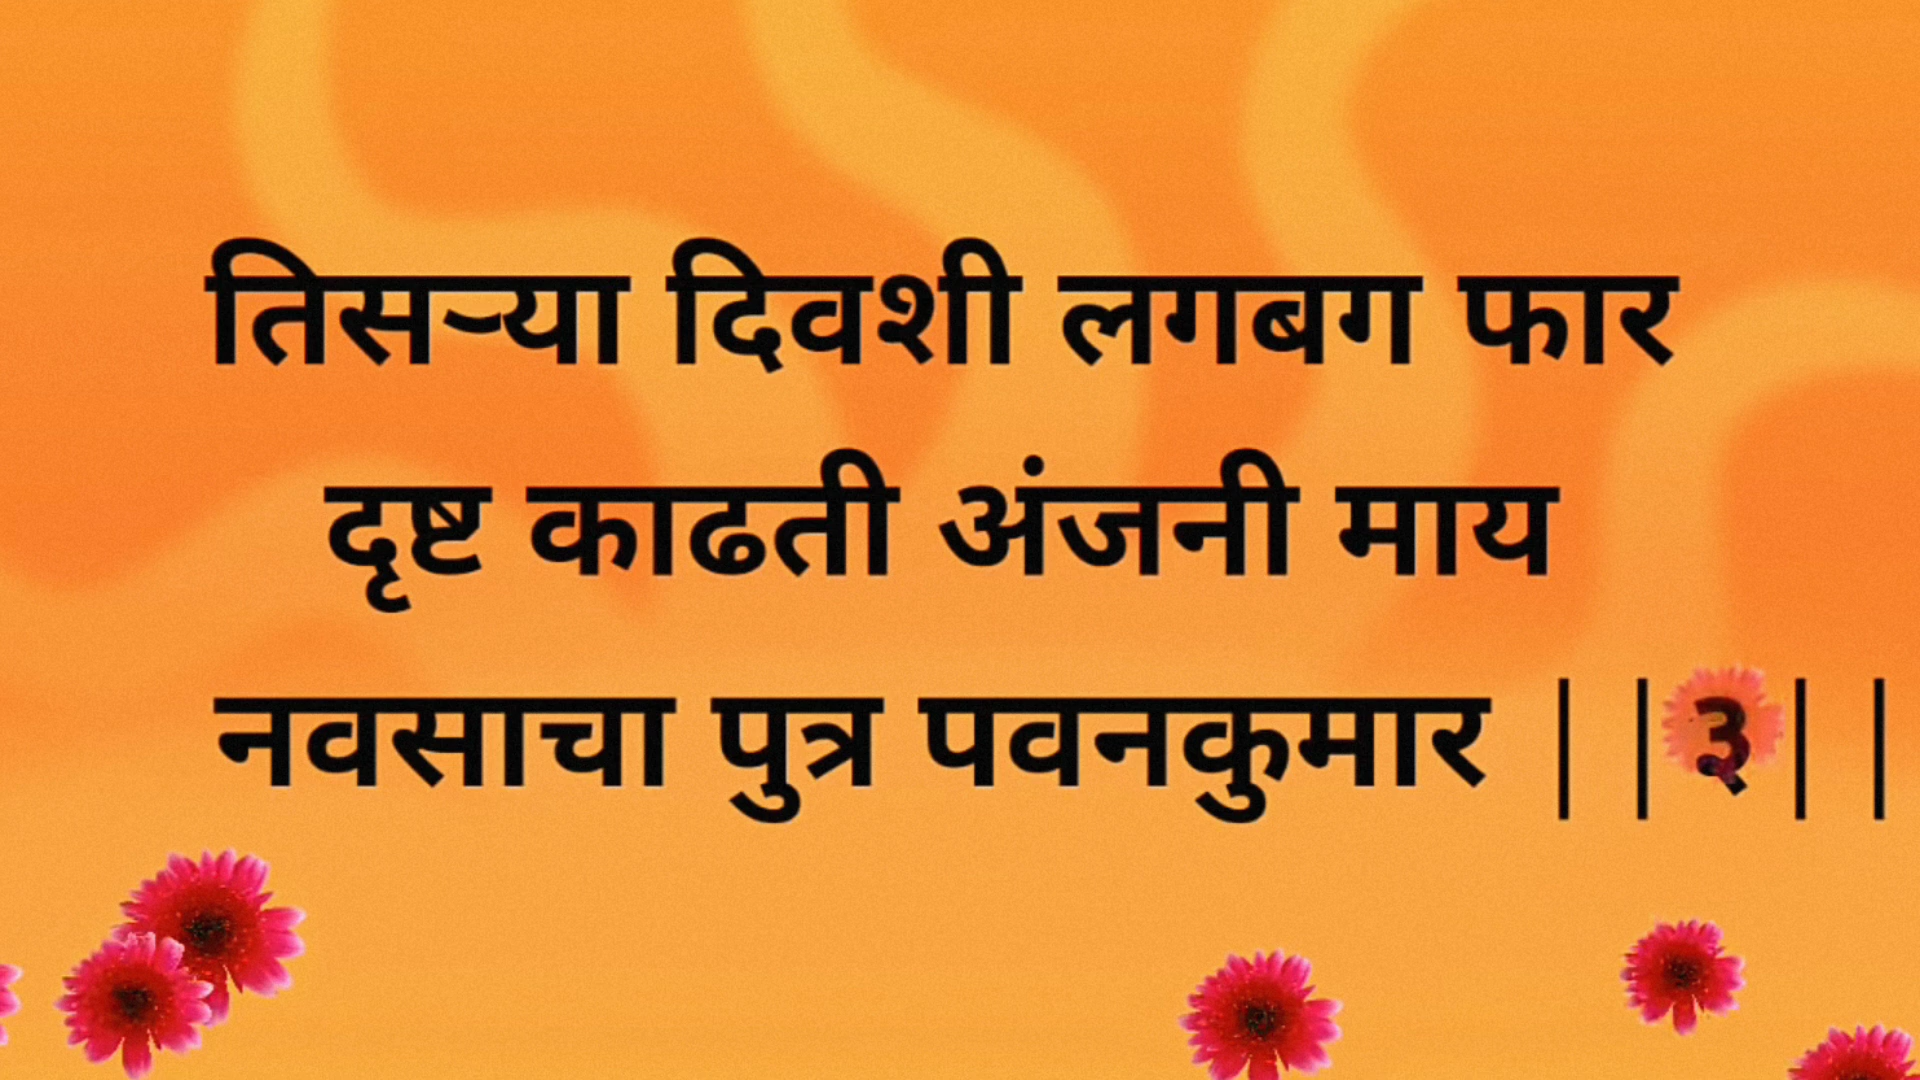 तिसऱ्या दिवशी लगबग फार
दृष्ट काढती अंजनी माय
नवसाचा पुत्र पवनकुमार ||३||